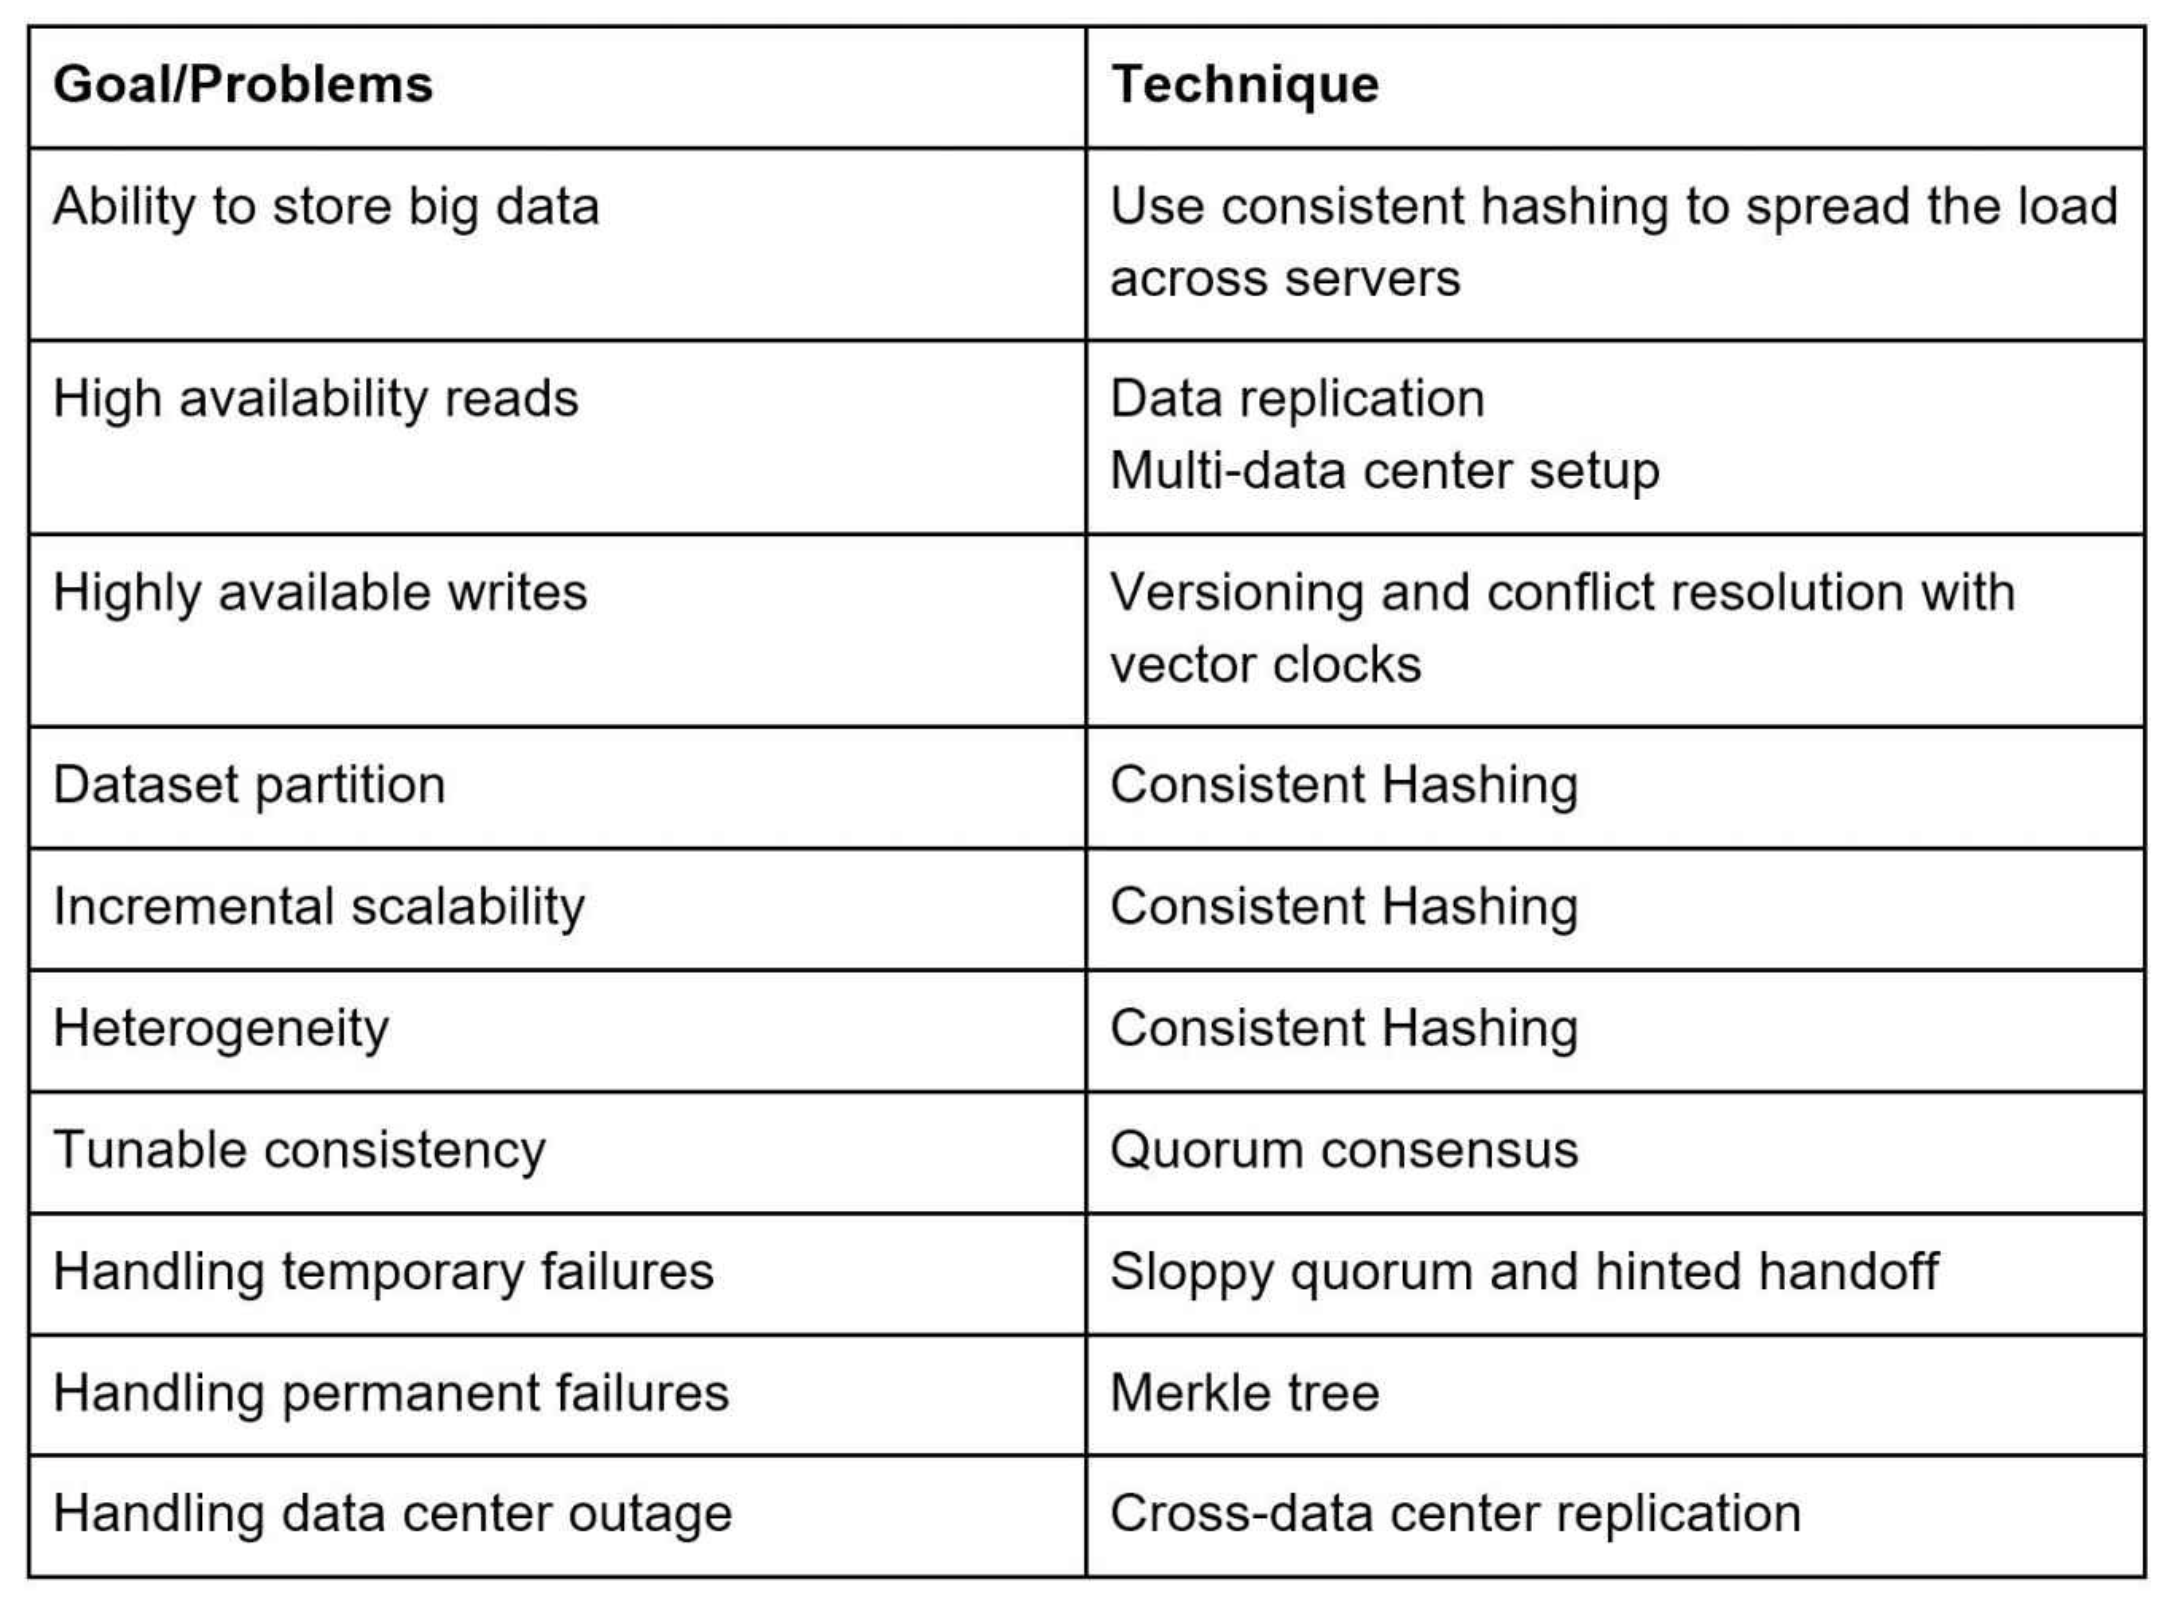 Goal/Problems
Technique
Ability to store big data
Use consistent hashing to spread the load
across servers
High availability reads
Data replication
Multi-data center setup
Highly available writes
Versioning and conflict resolution with
vector clocks
Dataset partition
Consistent Hashing
Incremental scalability
Consistent Hashing
Heterogeneity
Consistent Hashing
Tunable consistency
Quorum consensus
Handling temporary failures
Sloppy quorum and hinted handoff
Handling permanent failures
Merkle tree
Handling data center outage
Cross-data center replication